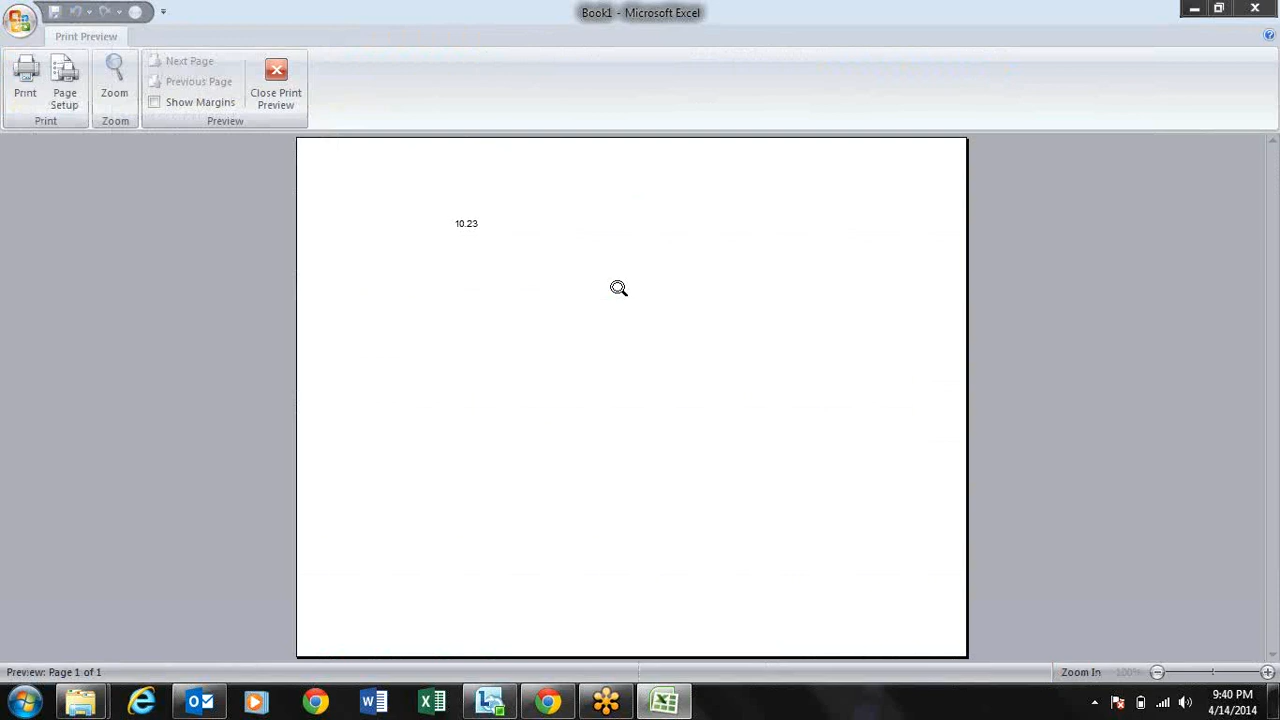 Book1 - Microsoft Excel
Print Preview
Print
Page Setup
Zoom
Next Page
Previous Page
Show Margins
Close Print Preview
Print
Zoom
Preview
10.23
Preview: Page 1 of 1
Zoom In
100%
9:40 PM
4/14/2014